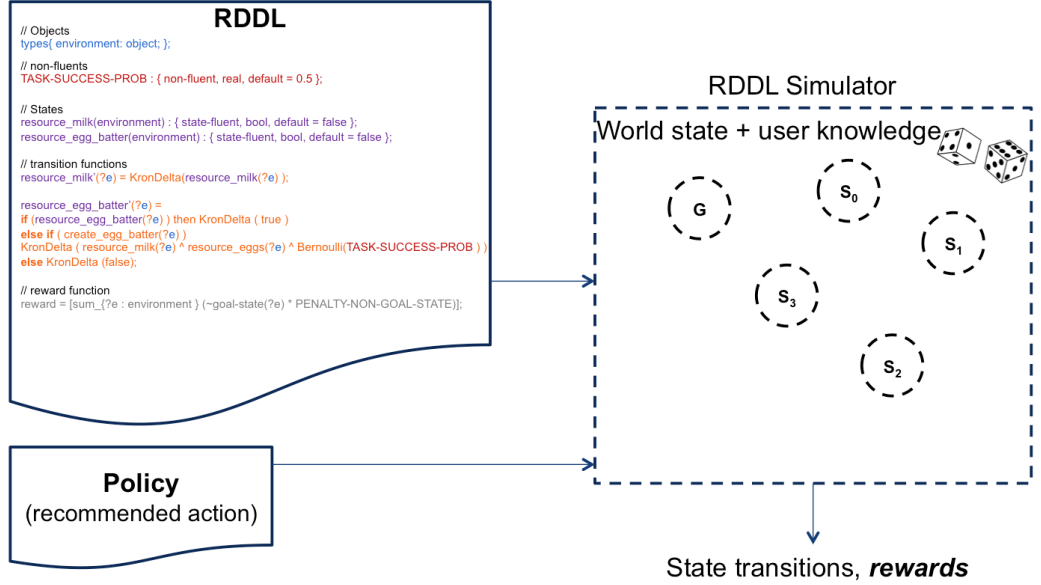 RDDL
// Objects
types{ environment: object; };
// non-fluents
TASK-SUCCESS-PROB : { non-fluent, real, default = 0.5 };
// States
resource_milk(environment) : { state-fluent, bool, default = false };
resource_egg_batter(environment) : { state-fluent, bool, default = false };
// transition functions
resource_milk'(?e) = KronDelta(resource_milk(?e) );
resource_egg_batter'(?e) =
if (resource_egg_batter(?e) ) then KronDelta ( true )
else if ( create_egg_batter(?e) )
KronDelta ( resource_milk(?e) ^ resource_eggs(?e) ^ Bernoulli(TASK-SUCCESS-PROB ) )
else KronDelta (false);
// reward function
reward = [sum_{?e : environment } (~goal-state(?e) * PENALTY-NON-GOAL-STATE)];
Policy
(recommended action)
RDDL Simulator
World state + user knowledge
G
S0
S1
S3
S2
State transitions, rewards